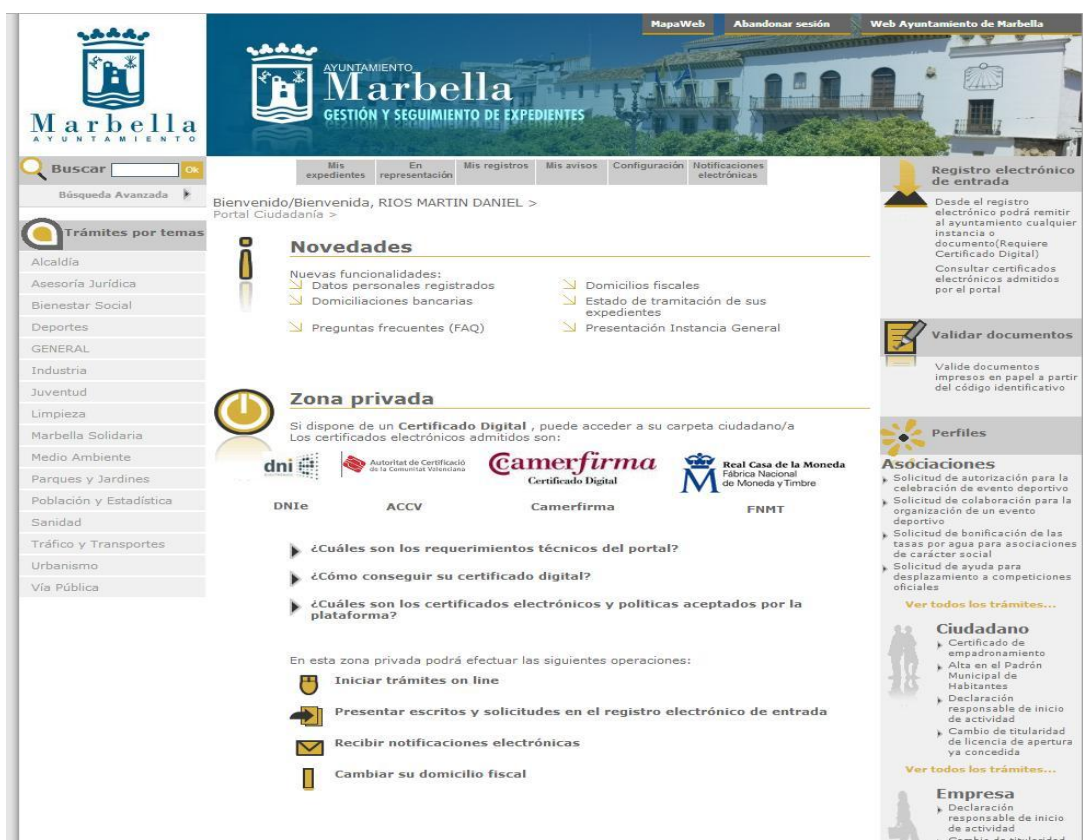 MapaWeb Abandonar sesión Web Ayuntamiento de Marbella
Marbella
AYUNTAMIENTO
AYUNTAMIENTO
Marbella
GESTIÓN Y SEGUIMIENTO DE EXPEDIENTES
Buscar Ok
Búsqueda Avanzada
Trámites por temas
Alcaldía
Asesoría Jurídica
Bienestar Social
Deportes
GENERAL
Industria
Juventud
Limpieza
Marbella Solidaria
Medio Ambiente
Parques y Jardines
Población y Estadística
Sanidad
Tráfico y Transportes
Urbanismo
Vía Pública
Mis expedientes En representación Mis registros Mis avisos Configuración Notificaciones electrónicas
Bienvenido/Bienvenida, RIOS MARTIN DANIEL >
Portal Ciudadanía >
Novedades
Nuevas funcionalidades:
Datos personales registrados
Domicilios fiscales
Domiciliaciones bancarias
Estado de tramitación de sus
expedientes
Preguntas frecuentes (FAQ)
Presentación Instancia General
Zona privada
Si dispone de un Certificado Digital , puede acceder a su carpeta ciudadano/a
Los certificados electrónicos admitidos son:
dni
Autoritat de Certificació
de la Comunitat Valenciana
Camerfirma
Certificado Digital
Real Casa de la Moneda
Fábrica Nacional
de Moneda y Timbre
DNIe ACCV Camerfirma FNMT
¿Cuáles son los requerimientos técnicos del portal?
¿Cómo conseguir su certificado digital?
¿Cuáles son los certificados electrónicos y politicas aceptados por la
plataforma?
En esta zona privada podrá efectuar las siguientes operaciones:
Iniciar trámites on line
Presentar escritos y solicitudes en el registro electrónico de entrada
Recibir notificaciones electrónicas
Cambiar su domicilio fiscal
Registro electrónico
de entrada
Desde el registro
electrónico podrá remitir
al ayuntamiento cualquier
instancia o
documento(Requiere
Certificado Digital)
Consultar certificados
electrónicos admitidos
por el portal
Validar documentos
Valide documentos
impresos en papel a partir
del código identificativo
Perfiles
Asociaciones
Solicitud de autorización para la
celebración de evento deportivo
Solicitud de colaboración para la
organización de un evento
deportivo
Solicitud de bonificación de las
tasas por agua para asociaciones
de carácter social
Solicitud de ayuda para
desplazamiento a competiciones
oficiales
Ver todos los trámites...
Ciudadano
Certificado de
empadronamiento
Alta en el Padrón
Municipal de
Habitantes
Declaración
responsable de inicio
de actividad
Cambio de titularidad
de licencia de apertura
ya concedida
Ver todos los trámites...
Empresa
Declaración
responsable de inicio
de actividad
Cambio de titularidad